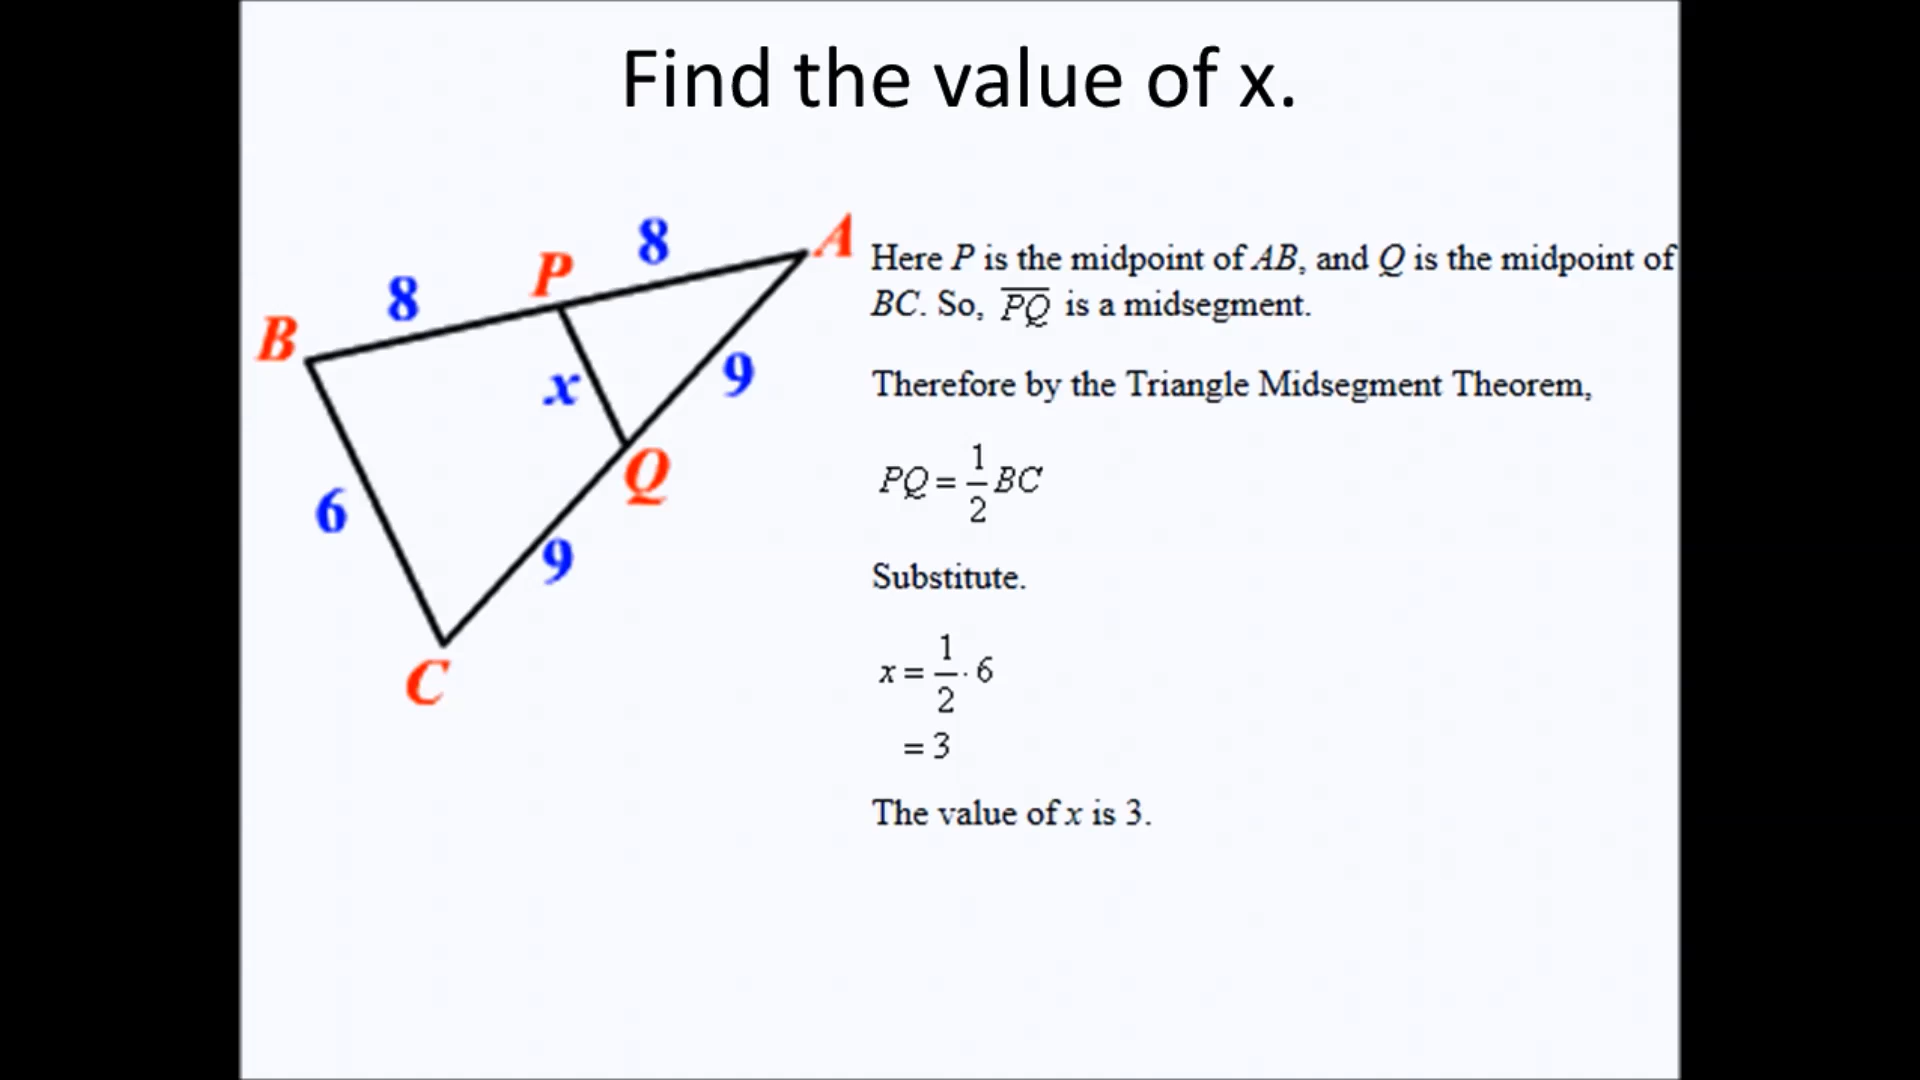 Find the value of x.
8
A
P
8
B
x
9
Q
6
9
C
Here P is the midpoint of AB, and Q is the midpoint of
BC. So, P̅Q̅ is a midsegment.
Therefore by the Triangle Midsegment Theorem,
PQ = 1/2 BC
Substitute.
x = 1/2 · 6
= 3
The value of x is 3.